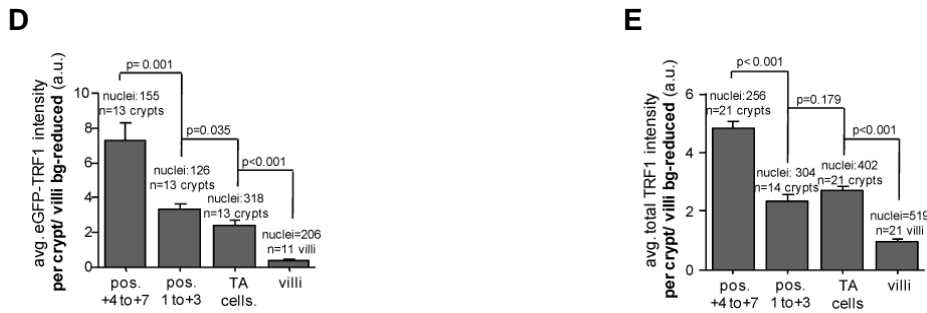 D
avg. eGFP-TRF1 intensity
per crypt/ villi bg-reduced (a.u.)
8
6
4
2
0
p= 0.001
p=0.035
p<0.001
nuclei:155
n=13 crypts
nuclei:126
n=13 crypts
nuclei:318
n=13 crypts
nuclei=206
n=11 villi
pos.
+4 to+7
pos.
1 to+3
TA
cells.
villi
E
avg. total TRF1 intensity
per crypt/ villi bg-reduced (a.u.)
6
4
2
0
p< 0.001
p=0.179
p<0.001
nuclei:256
n=21 crypts
nuclei: 304
n=14 crypts
nuclei:402
n=21 crypts
nuclei=519
n=21 villi
pos.
+4 to+7
pos.
1 to+3
TA
cells
villi